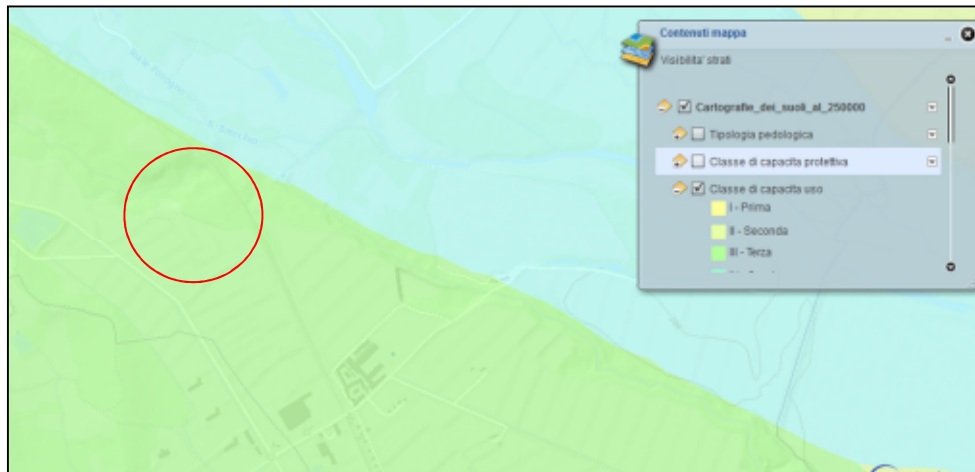 Contenuti mappa
Visibilita' strati
Cartografie_dei_suoli_al_250000
Tipologia pedologica
Classe di capacita protettiva
Classe di capacita uso
I - Prima
II - Seconda
III - Terza